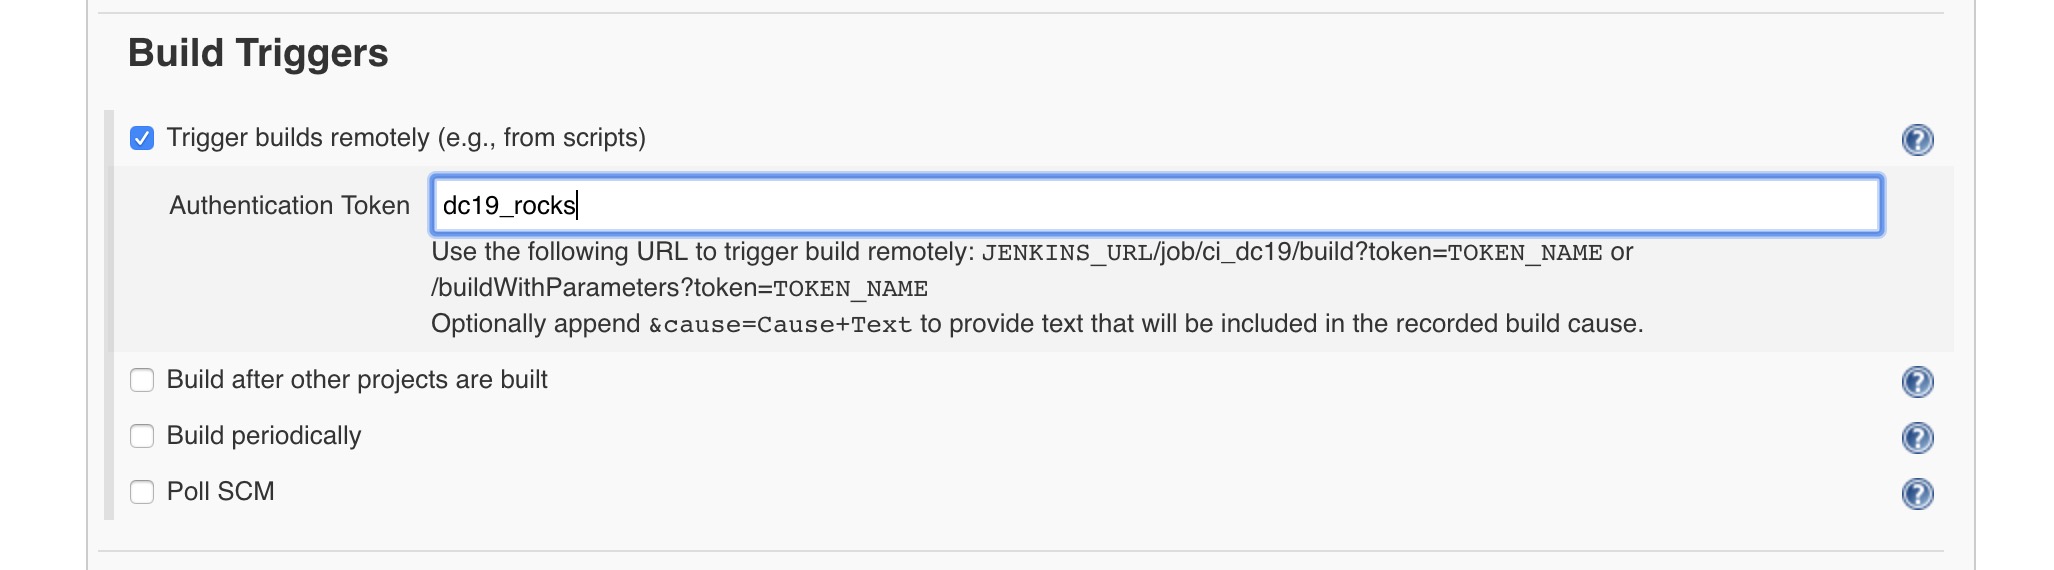 Build Triggers
Trigger builds remotely (e.g., from scripts)
Authentication Token dc19_rocks
Use the following URL to trigger build remotely: JENKINS_URL/job/ci_dc19/build?token=TOKEN_NAME or
/buildWithParameters?token=TOKEN_NAME
Optionally append &cause=Cause+Text to provide text that will be included in the recorded build cause.
Build after other projects are built
Build periodically
Poll SCM